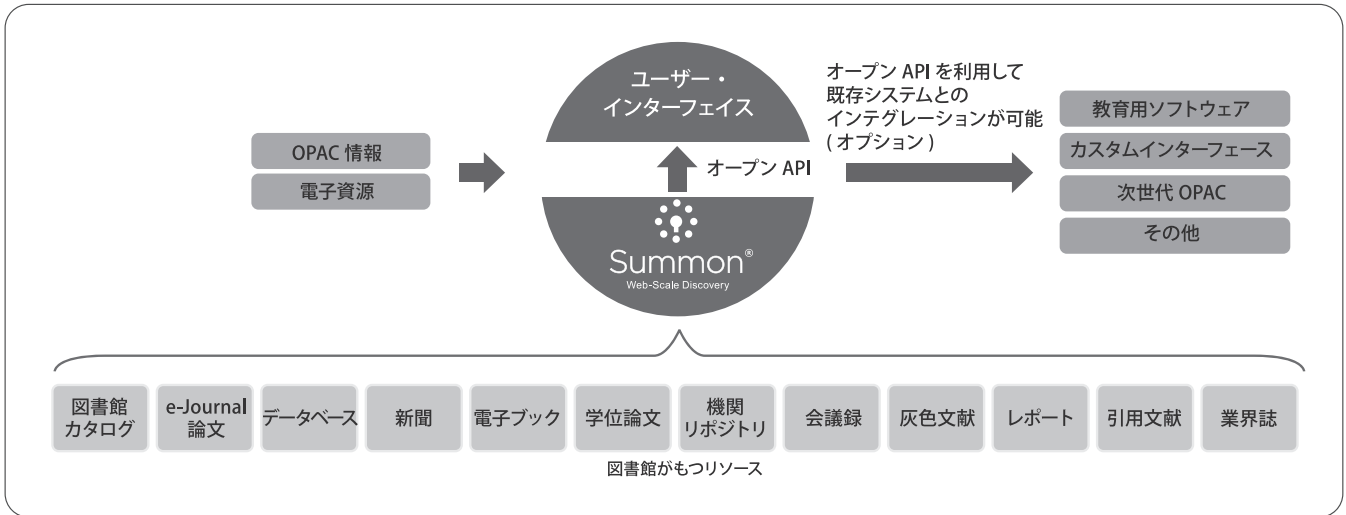 OPAC 情報
電子資源
ユーザー・
インターフェイス
オープン API
Summon®
Web-Scale Discovery
オープン API を利用して
既存システムとの
インテグレーションが可能
( オプション )
教育用ソフトウェア
カスタムインターフェース
次世代 OPAC
その他
図書館
カタログ
e-Journal
論文
データベース
新聞
電子ブック
学位論文
機関
リポジトリ
会議録
灰色文献
レポート
引用文献
業界誌
図書館がもつリソース